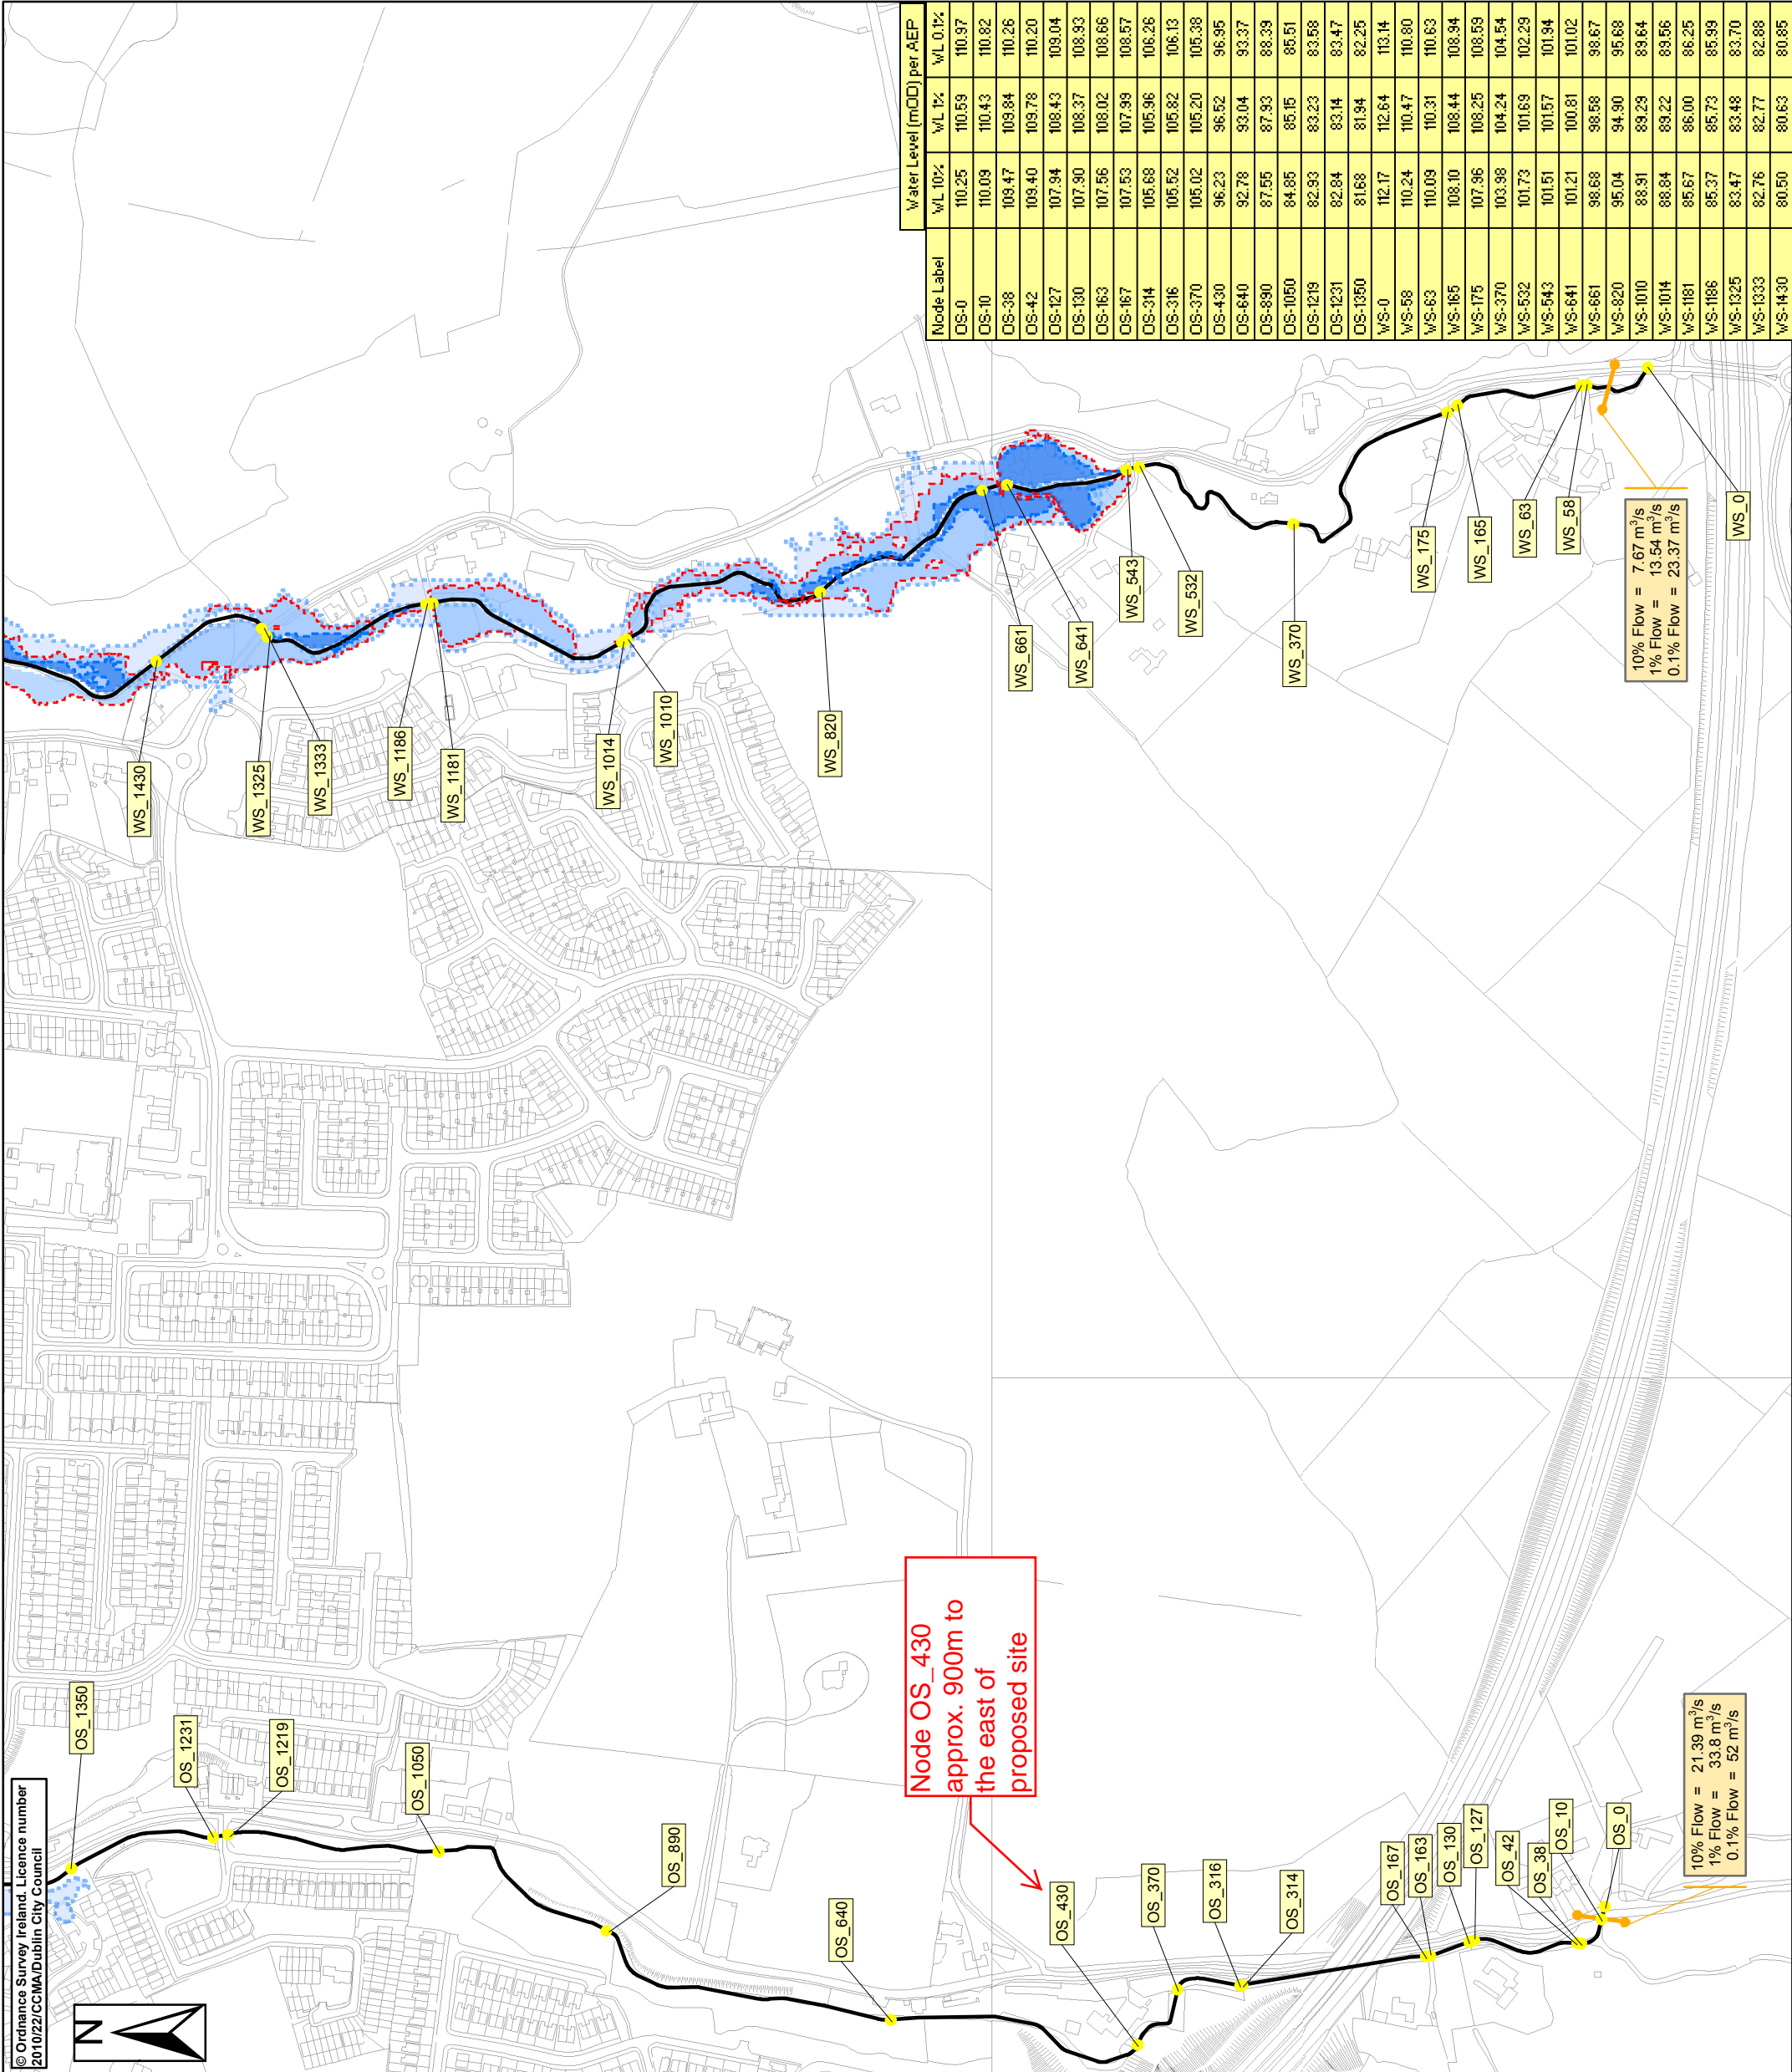 © Ordnance Survey Ireland. Licence number
2010/22/CCMA/Dublin City Council
N
OS_1350
OS_1231
OS_1219
OS_1050
OS_890
OS_640
OS_430
OS_370
OS_316
OS_314
OS_167
OS_163
OS_130
OS_127
OS_42
OS_38
OS_10
OS_0
10% Flow = 21.39 m³/s
1% Flow = 33.8 m³/s
0.1% Flow = 52 m³/s
Node OS_430
approx. 900m to
the east of
proposed site
WS_1430
WS_1325
WS_1333
WS_1186
WS_1181
WS_1014
WS_1010
WS_820
WS_661
WS_641
WS_543
WS_532
WS_370
WS_175
WS_165
WS_63
WS_58
WS_0
10% Flow = 7.67 m³/s
1% Flow = 13.54 m³/s
0.1% Flow = 23.37 m³/s
Water Level (mOD) per AEP
Node Label WL 10% WL 1% WL 0.1%
OS-0 110.25 110.59 110.97
OS-10 110.09 110.43 110.82
OS-38 109.47 109.84 110.26
OS-42 109.40 109.78 110.20
OS-127 107.94 108.43 109.04
OS-130 107.90 108.37 108.93
OS-163 107.56 108.02 108.66
OS-167 107.53 107.99 108.57
OS-314 105.68 105.96 106.26
OS-316 105.52 105.82 106.13
OS-370 105.02 105.20 105.38
OS-430 96.23 96.52 96.95
OS-640 92.78 93.04 93.37
OS-890 87.55 87.93 88.39
OS-1050 84.85 85.15 85.51
OS-1219 82.93 83.23 83.58
OS-1231 82.84 83.14 83.47
OS-1350 81.68 81.94 82.25
WS-0 112.17 112.64 113.14
WS-58 110.24 110.47 110.80
WS-63 110.09 110.31 110.63
WS-165 108.10 108.44 108.94
WS-175 107.96 108.25 108.59
WS-370 103.98 104.24 104.54
WS-532 101.73 101.69 102.29
WS-543 101.51 101.57 101.94
WS-641 101.21 100.81 101.02
WS-661 98.68 98.58 98.67
WS-820 95.04 94.90 95.68
WS-1010 88.91 89.29 89.64
WS-1014 88.84 89.22 89.56
WS-1181 85.67 86.00 86.25
WS-1186 85.37 85.73 85.99
WS-1325 83.47 83.48 83.70
WS-1333 82.76 82.77 82.88
WS-1430 80.50 80.63 80.85